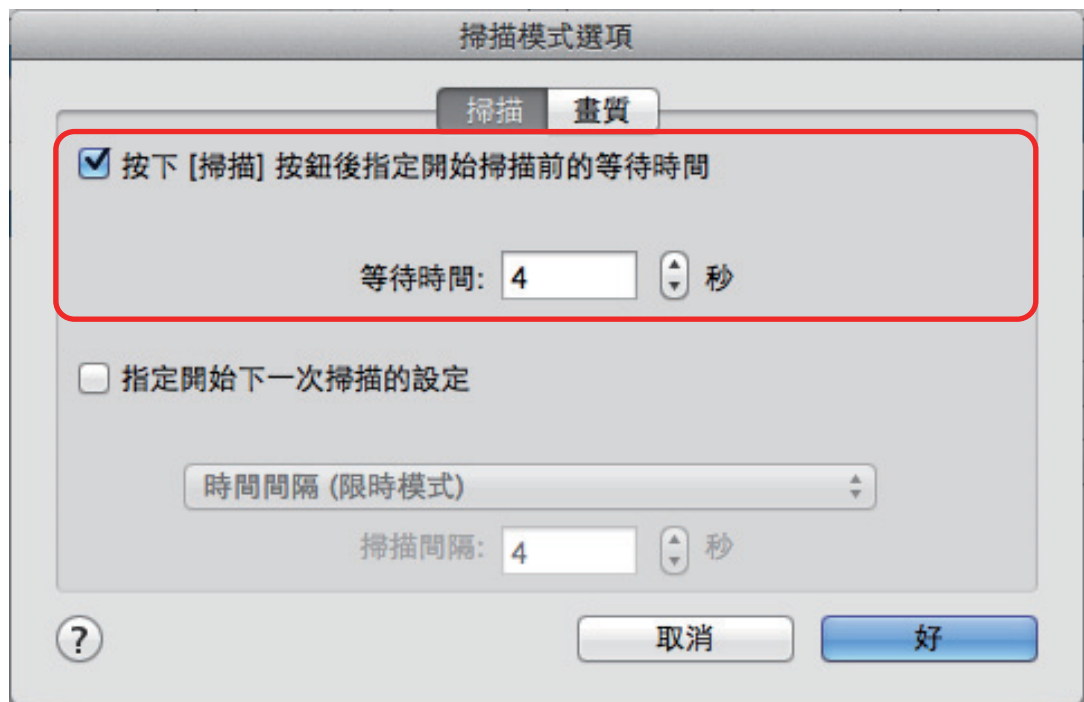 掃描模式選項
掃描 畫質
按下 [掃描] 按鈕後指定開始掃描前的等待時間
等待時間: 4 秒
指定開始下一次掃描的設定
時間間隔 (限時模式)
掃描間隔: 4 秒
? 取消 好